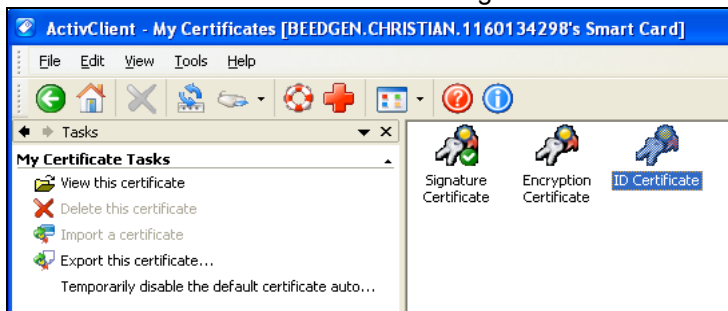 ActivClient - My Certificates [BEEDGEN.CHRISTIAN.1160134298's Smart Card]
File Edit View Tools Help
Tasks
My Certificate Tasks
View this certificate
Delete this certificate
Import a certificate
Export this certificate...
Temporarily disable the default certificate auto...
Signature
Certificate
Encryption
Certificate
ID Certificate